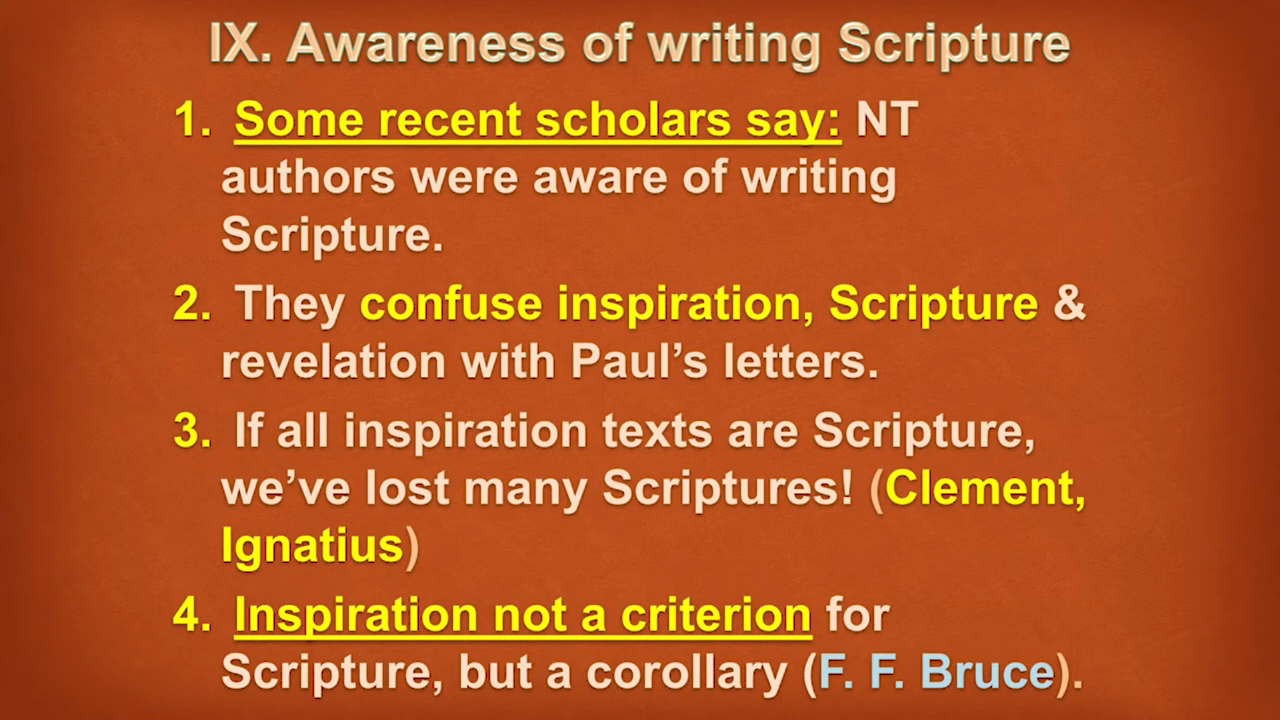 IX. Awareness of writing Scripture
1. Some recent scholars say: NT
authors were aware of writing
Scripture.
2. They confuse inspiration, Scripture &
revelation with Paul’s letters.
3. If all inspiration texts are Scripture,
we’ve lost many Scriptures! (Clement,
Ignatius)
4. Inspiration not a criterion for
Scripture, but a corollary (F. F. Bruce).